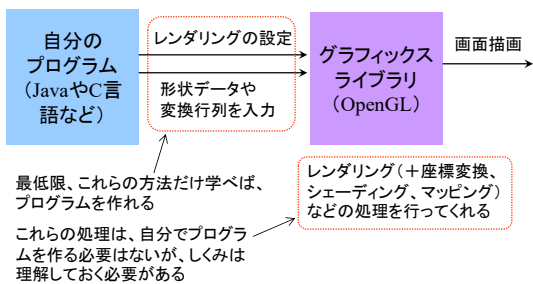 自分の
プログラム
(JavaやC言
語など)
レンダリングの設定
形状データや
変換行列を入力
グラフィックス
ライブラリ
(OpenGL)
画面描画
最低限、これらの方法だけ学べば、
プログラムを作れる
レンダリング(+座標変換、
シェーディング、マッピング)
などの処理を行ってくれる
これらの処理は、自分でプログラ
ムを作る必要はないが、しくみは
理解しておく必要がある